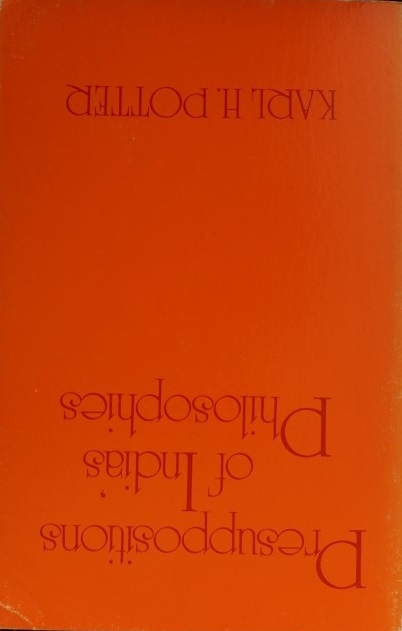 Presuppositions
of India's
Philosophies
KARL H. POTTER